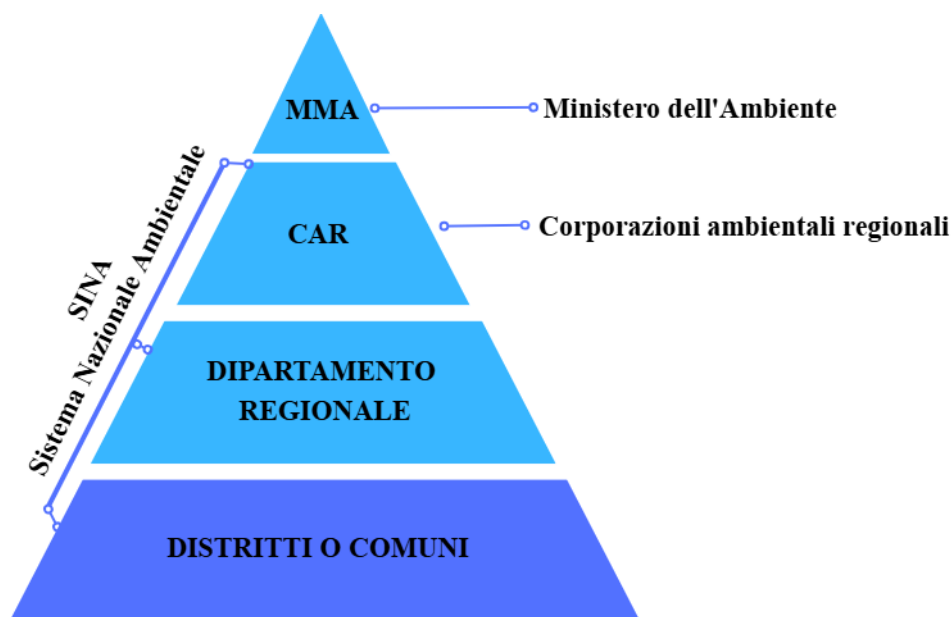 MMA
Ministero dell'Ambiente
CAR
Corporazioni ambientali regionali
SINA
Sistema Nazionale Ambientale
DIPARTAMENTO
REGIONALE
DISTRITTI O COMUNI